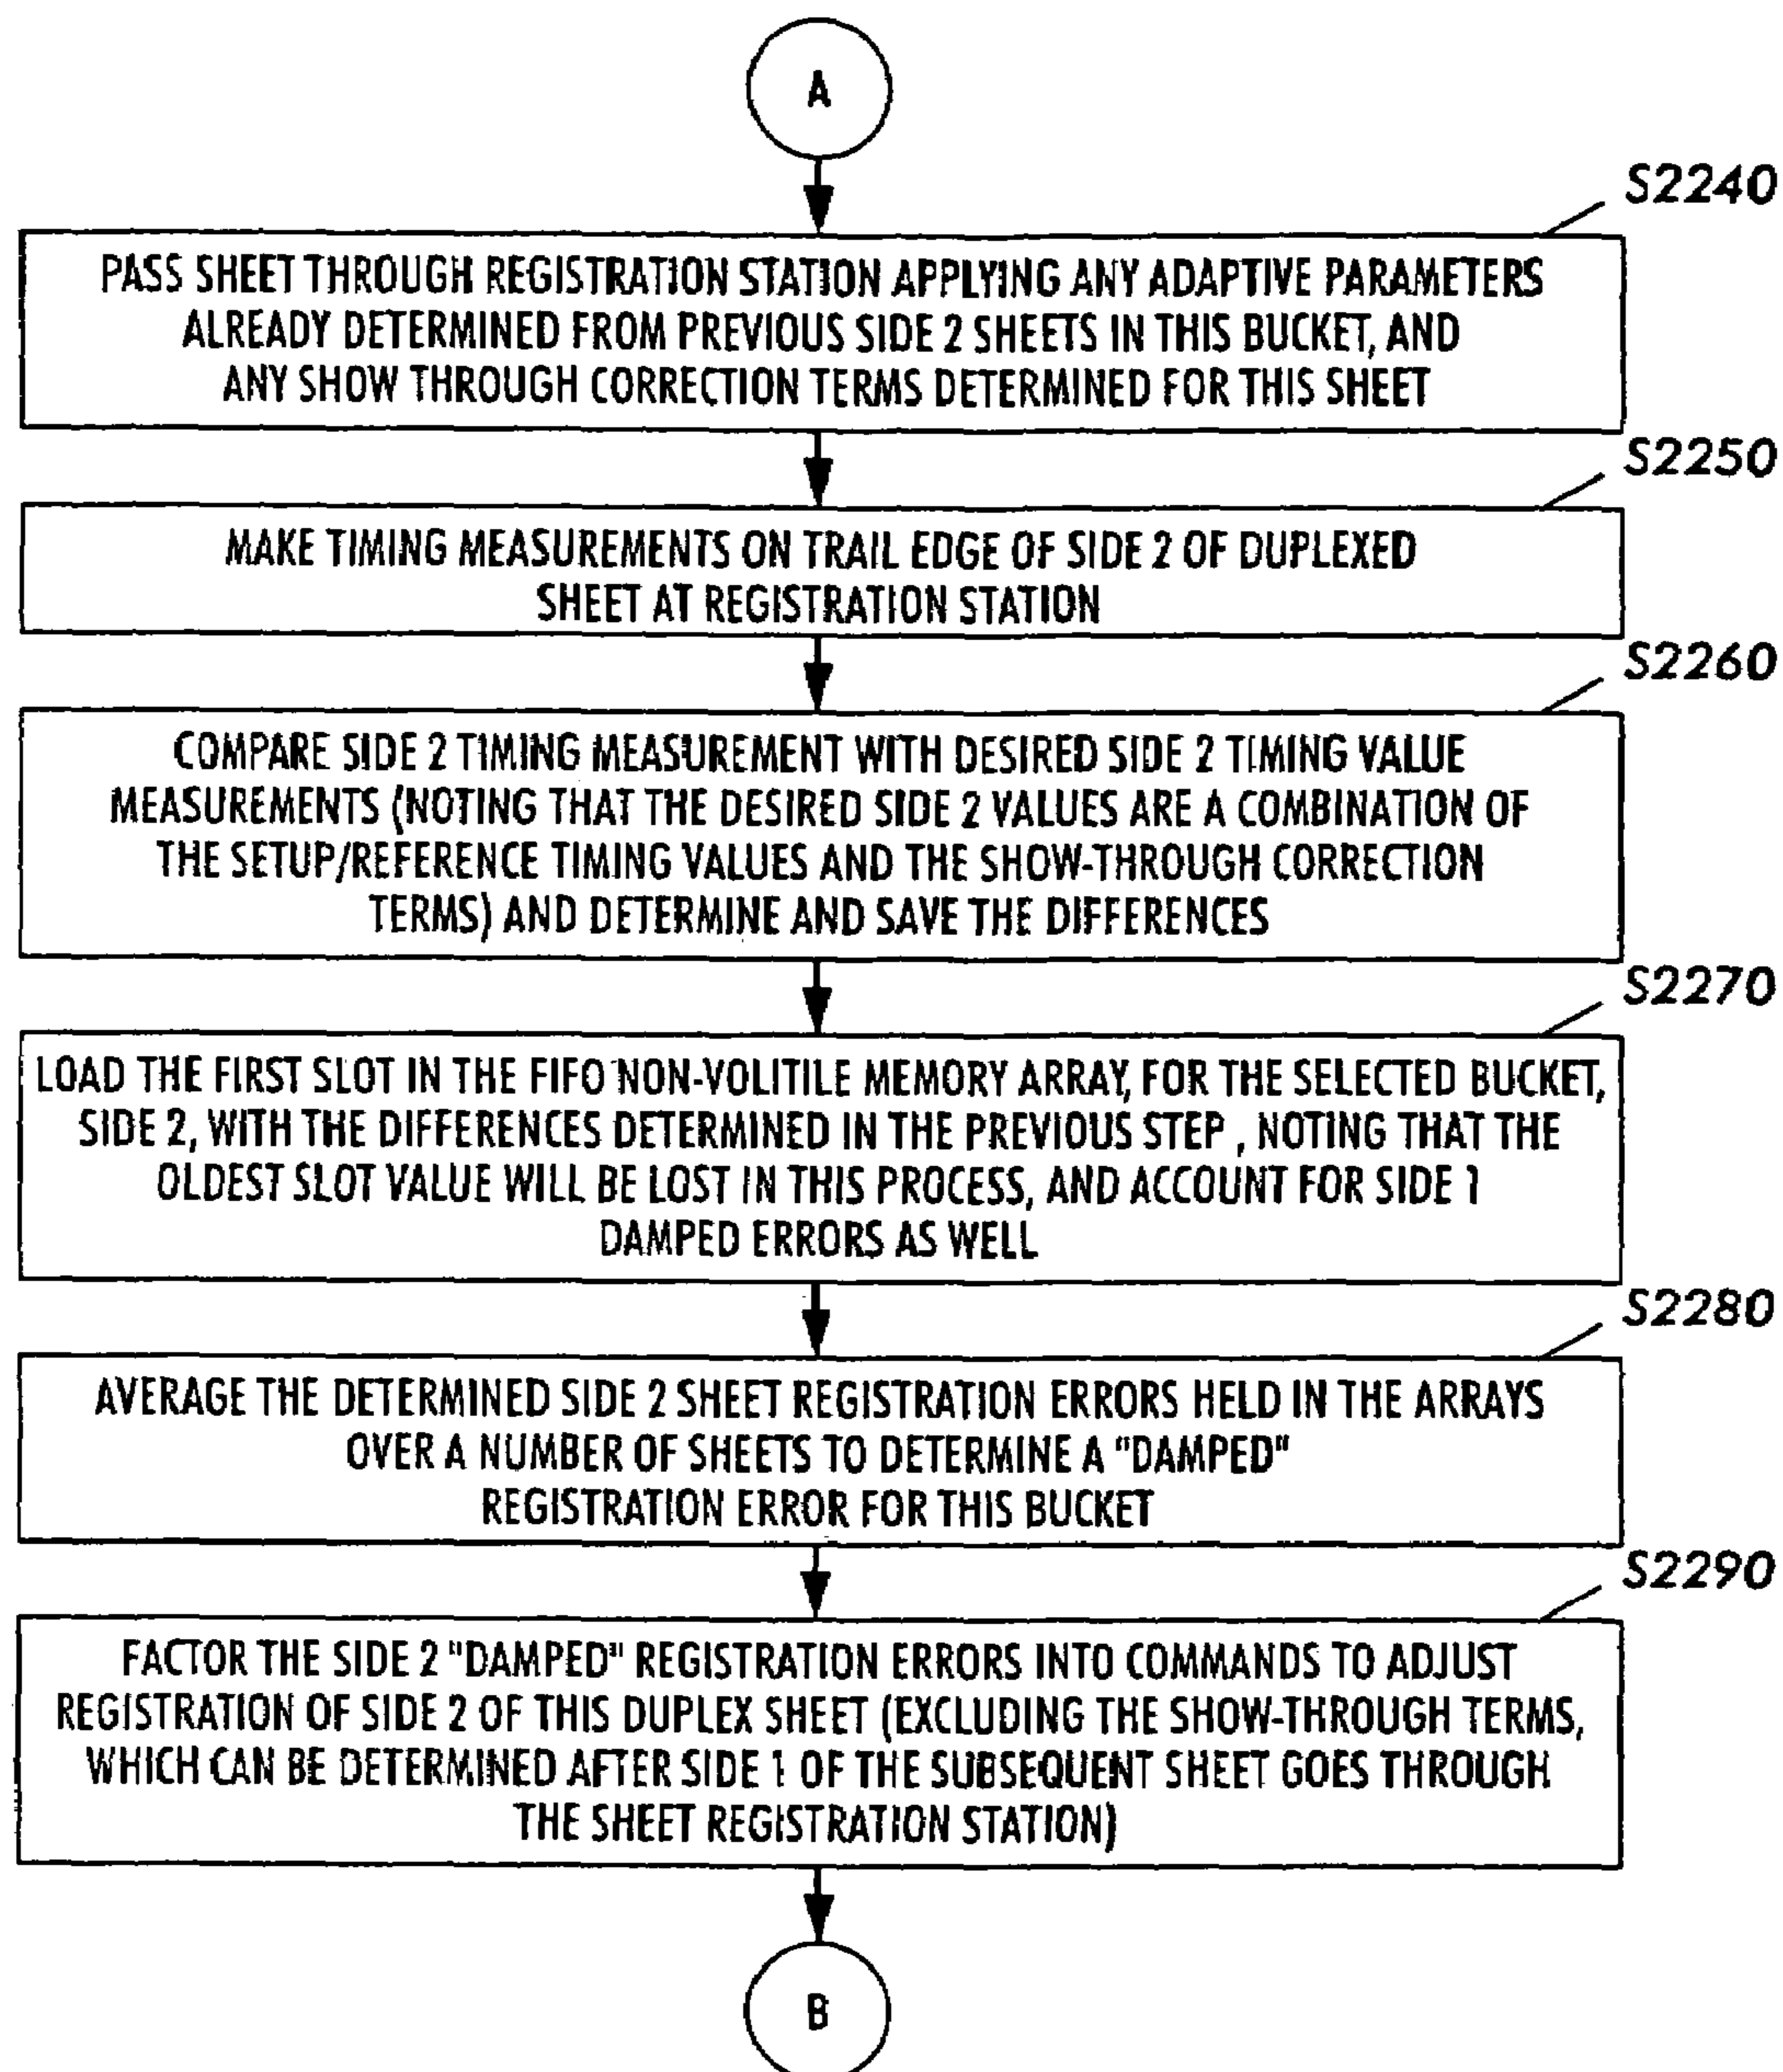 A
S2240
PASS SHEET THROUGH REGISTRATION STATION APPLYING ANY ADAPTIVE PARAMETERS
ALREADY DETERMINED FROM PREVIOUS SIDE 2 SHEETS IN THIS BUCKET, AND
ANY SHOW THROUGH CORRECTION TERMS DETERMINED FOR THIS SHEET
S2250
MAKE TIMING MEASUREMENTS ON TRAIL EDGE OF SIDE 2 OF DUPLEXED
SHEET AT REGISTRATION STATION
S2260
COMPARE SIDE 2 TIMING MEASUREMENT WITH DESIRED SIDE 2 TIMING VALUE
MEASUREMENTS (NOTING THAT THE DESIRED SIDE 2 VALUES ARE A COMBINATION OF
THE SETUP/REFERENCE TIMING VALUES AND THE SHOW-THROUGH CORRECTION
TERMS) AND DETERMINE AND SAVE THE DIFFERENCES
S2270
LOAD THE FIRST SLOT IN THE FIFO NON-VOLITILE MEMORY ARRAY, FOR THE SELECTED BUCKET,
SIDE 2, WITH THE DIFFERENCES DETERMINED IN THE PREVIOUS STEP , NOTING THAT THE
OLDEST SLOT VALUE WILL BE LOST IN THIS PROCESS, AND ACCOUNT FOR SIDE 1
DAMPED ERRORS AS WELL
S2280
AVERAGE THE DETERMINED SIDE 2 SHEET REGISTRATION ERRORS HELD IN THE ARRAYS
OVER A NUMBER OF SHEETS TO DETERMINE A "DAMPED"
REGISTRATION ERROR FOR THIS BUCKET
S2290
FACTOR THE SIDE 2 "DAMPED" REGISTRATION ERRORS INTO COMMANDS TO ADJUST
REGISTRATION OF SIDE 2 OF THIS DUPLEX SHEET (EXCLUDING THE SHOW-THROUGH TERMS,
WHICH CAN BE DETERMINED AFTER SIDE 1 OF THE SUBSEQUENT SHEET GOES THROUGH
THE SHEET REGISTRATION STATION)
B